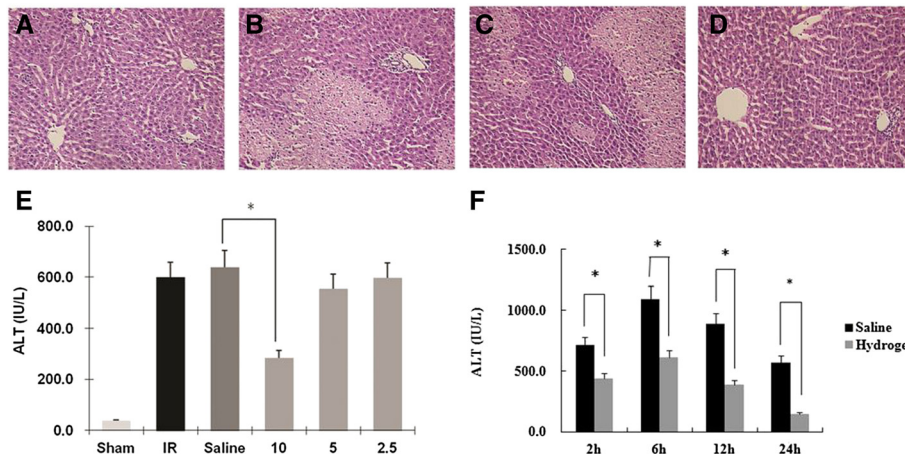 A
B
C
D
E
*
800.0
600.0
400.0
200.0
0.0
ALT (IU/L)
Sham IR Saline 10 5 2.5
F
1500.0
1000.0
500.0
0.0
ALT (IU/L)
* * * *
2h 6h 12h 24h
Saline
Hydroge